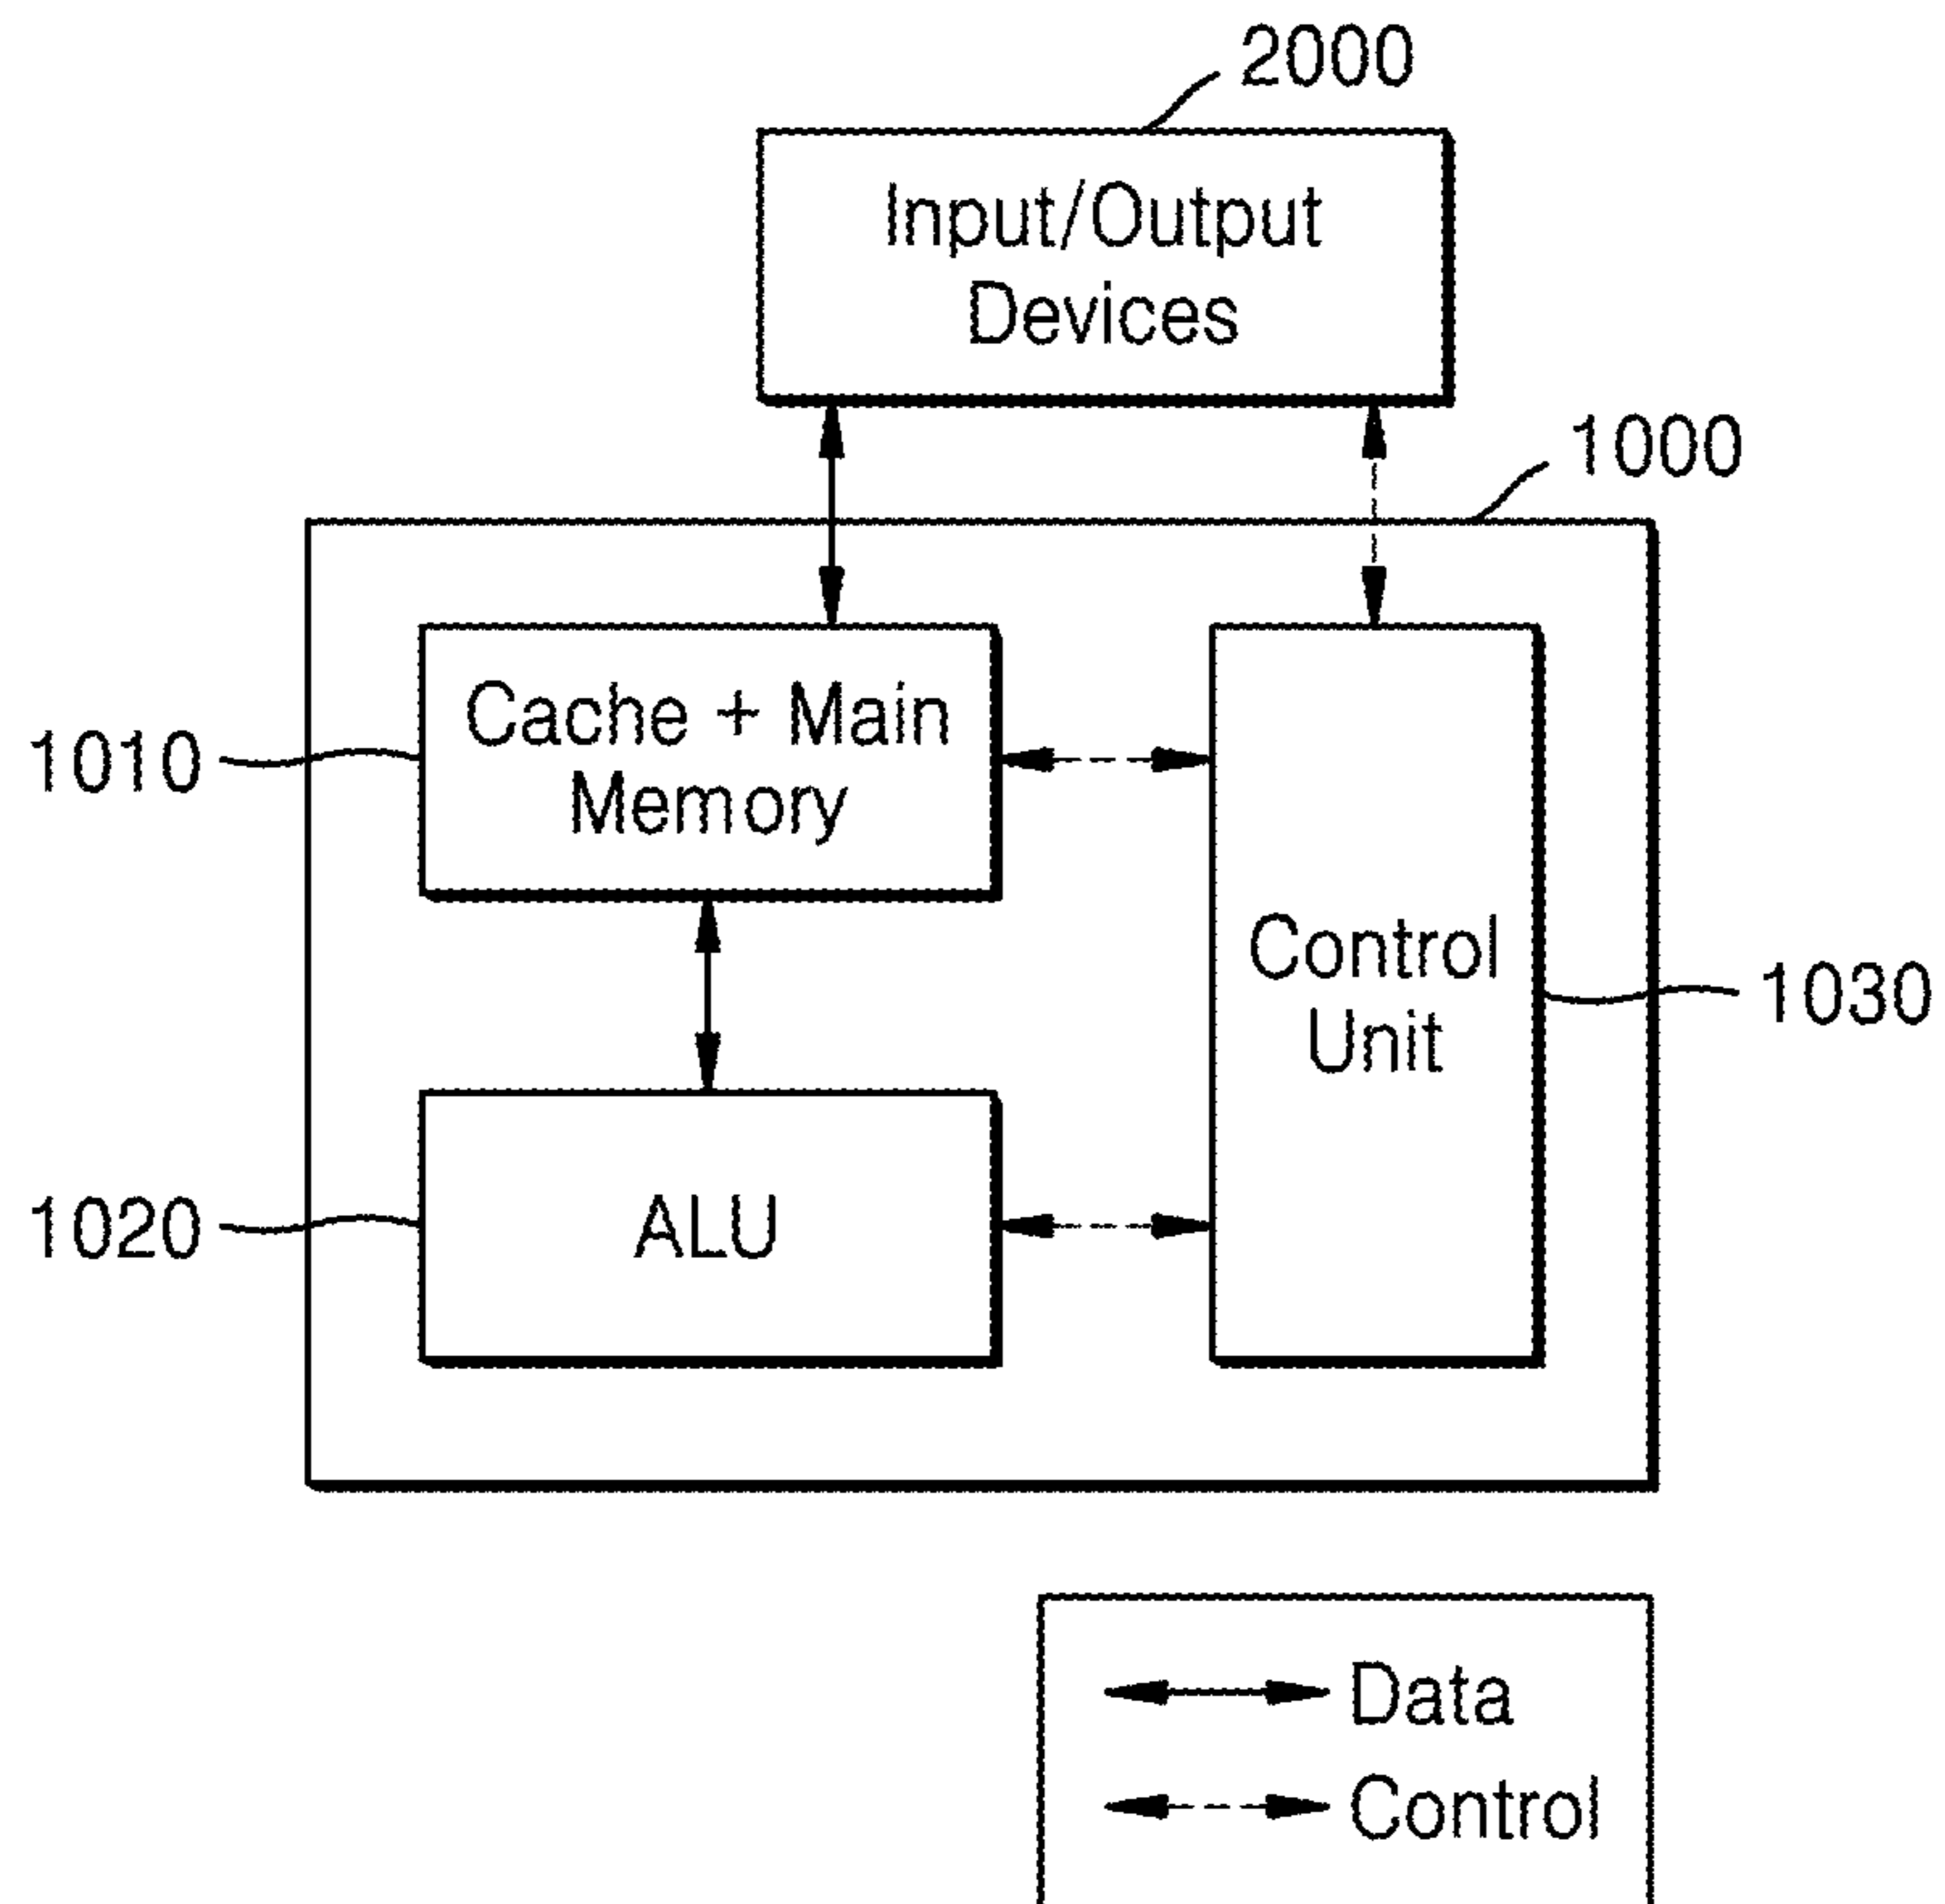 2000
Input/Output
Devices
1000
1010
Cache + Main
Memory
Control
Unit
1030
1020
ALU
Data
Control